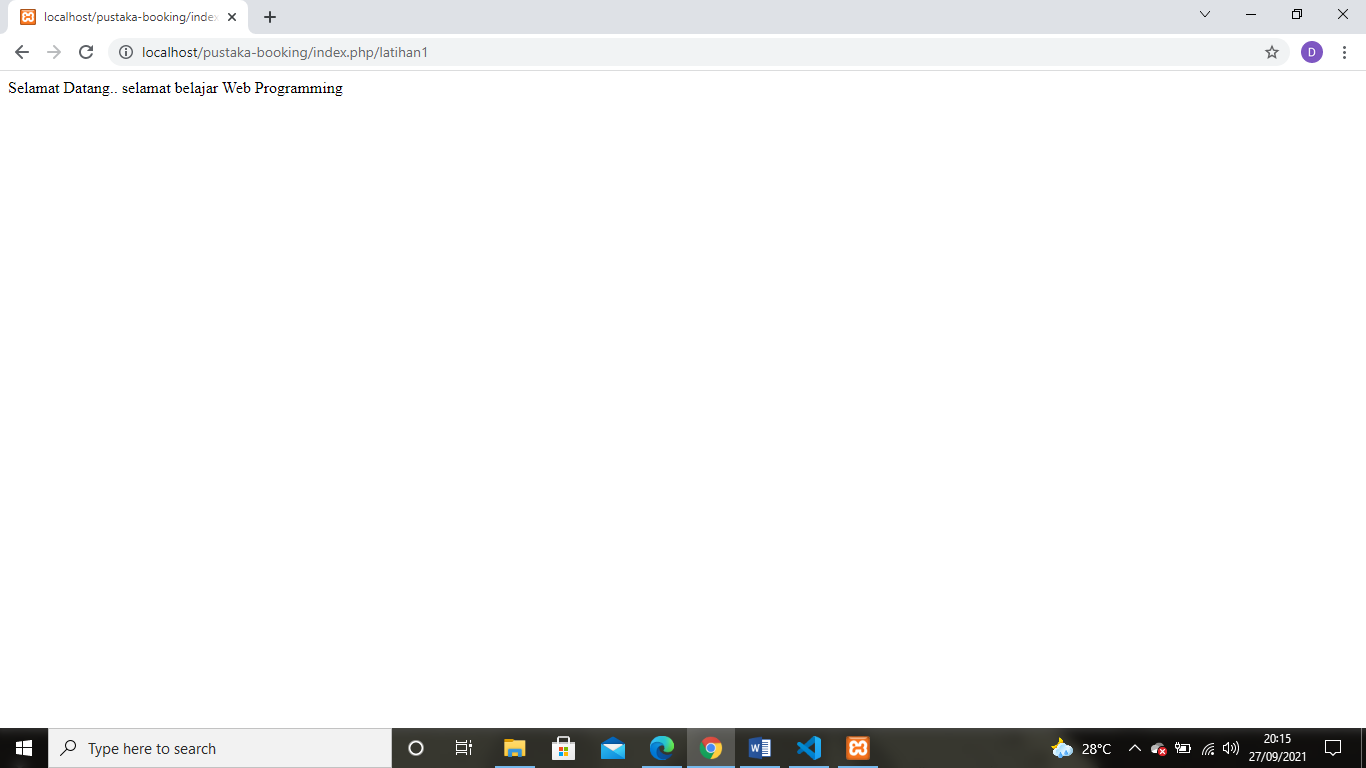 localhost/pustaka-booking/index
localhost/pustaka-booking/index.php/latihan1
D
Selamat Datang.. selamat belajar Web Programming
Type here to search
28°C
20:15
27/09/2021